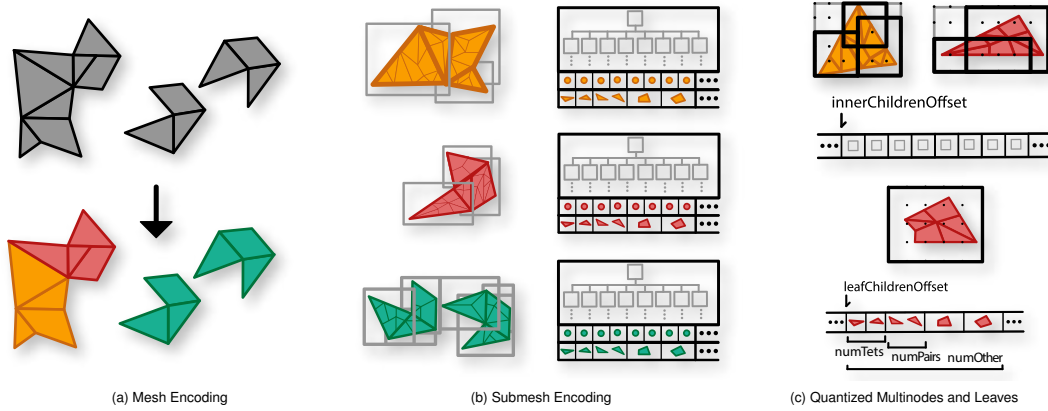 innerChildrenOffset
leafChildrenOffset
numTets
numPairs
numOther
(a) Mesh Encoding
(b) Submesh Encoding
(c) Quantized Multinodes and Leaves